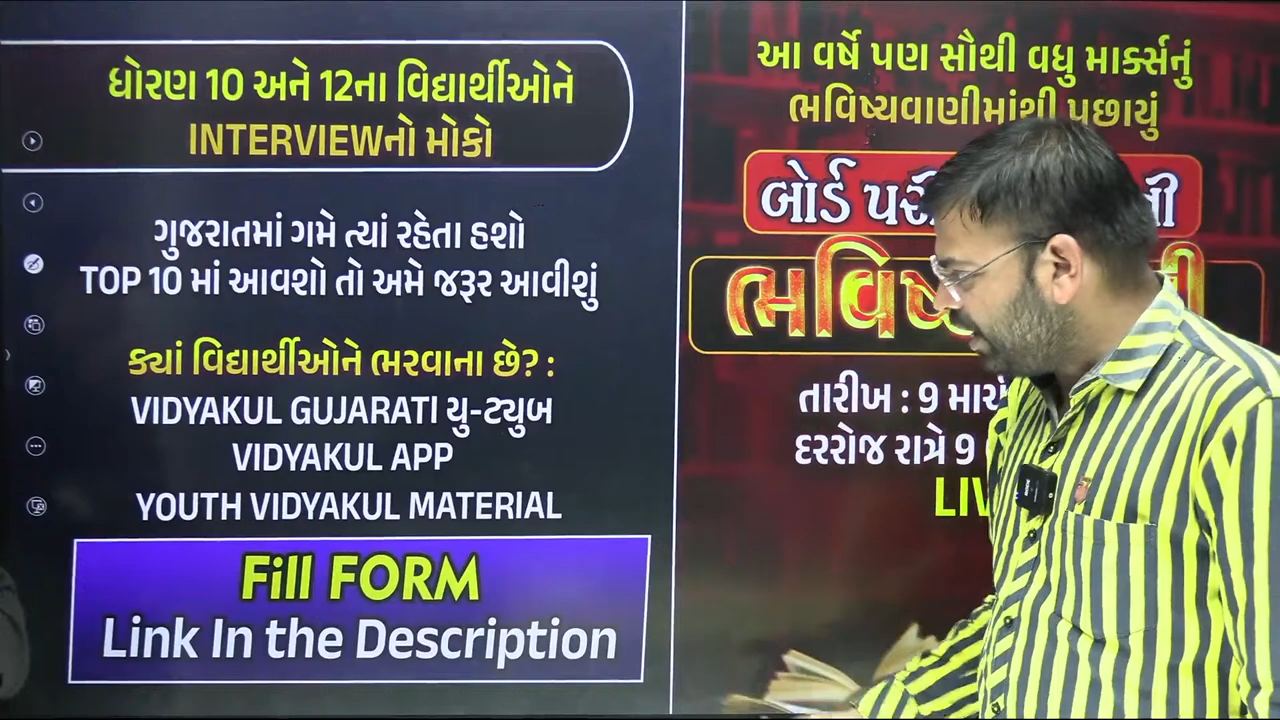 ધોરણ 10 અને 12ના વિદ્યાર્થીઓને
INTERVIEWનો મોકો
ગુજરાતમાં ગમે ત્યાં રહેતા હશો
TOP 10 માં આવશો તો અમે જરૂર આવીશું
ક્યાં વિદ્યાર્થીઓને ભરવાના છે? :
VIDYAKUL GUJARATI યુ-ટ્યુબ
VIDYAKUL APP
YOUTH VIDYAKUL MATERIAL
Fill FORM
Link In the Description
આ વર્ષે પણ સૌથી વધુ માર્ક્સનું
ભવિષ્યવાણીમાંથી પછાયું
બોર્ડ
તારીખ : 9
દરરોજ રાત્રે 9